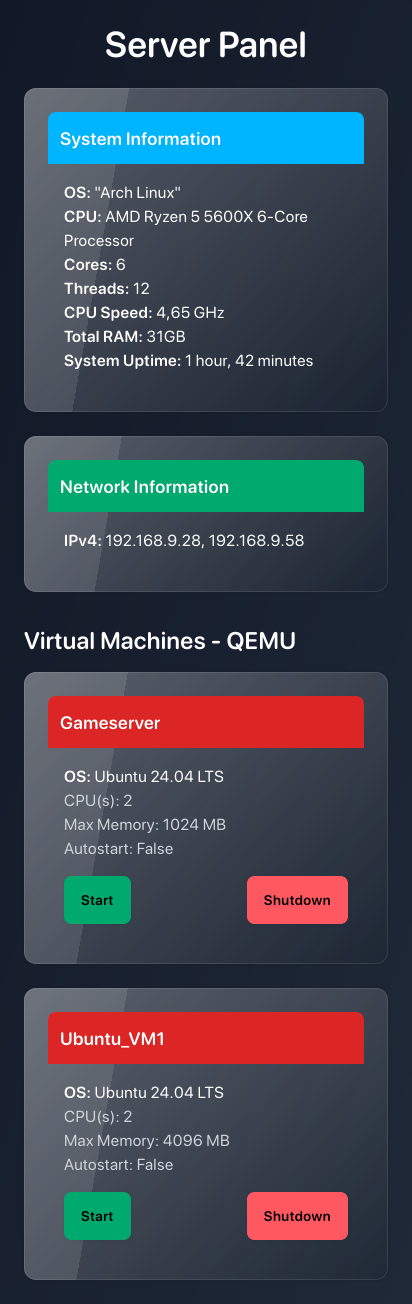 Server Panel
System Information
OS: "Arch Linux"
CPU: AMD Ryzen 5 5600X 6-Core
Processor
Cores: 6
Threads: 12
CPU Speed: 4,65 GHz
Total RAM: 31GB
System Uptime: 1 hour, 42 minutes
Network Information
IPv4: 192.168.9.28, 192.168.9.58
Virtual Machines - QEMU
Gameserver
OS: Ubuntu 24.04 LTS
CPU(s): 2
Max Memory: 1024 MB
Autostart: False
Start Shutdown
Ubuntu_VM1
OS: Ubuntu 24.04 LTS
CPU(s): 2
Max Memory: 4096 MB
Autostart: False
Start Shutdown